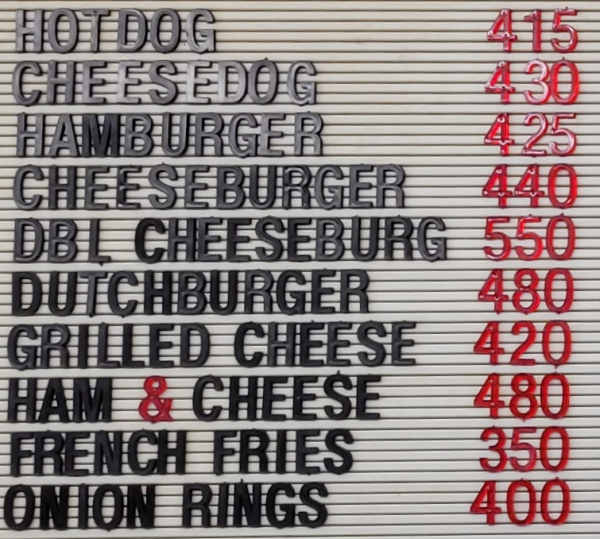 HOTDOG 415
CHEESEDOG 430
HAMBURGER 425
CHEESEBURGER 440
DBL CHEESEBURG 550
DUTCHBURGER 480
GRILLED CHEESE 420
HAM & CHEESE 480
FRENCH FRIES 350
ONION RINGS 400